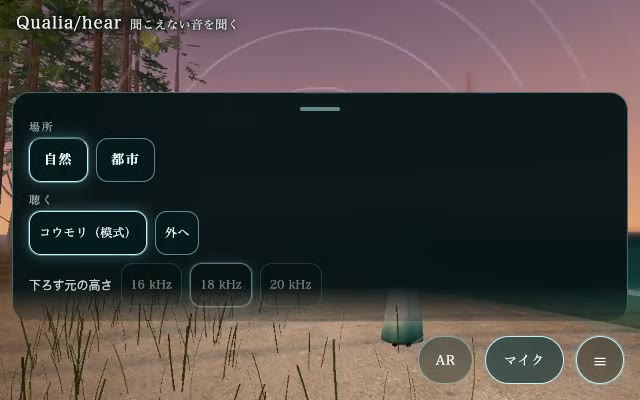 Qualia/hear 聞こえない音を聞く
場所
自然 都市
聴く
コウモリ（模式） 外へ
下ろす元の高さ 16 kHz 18 kHz 20 kHz
AR マイク